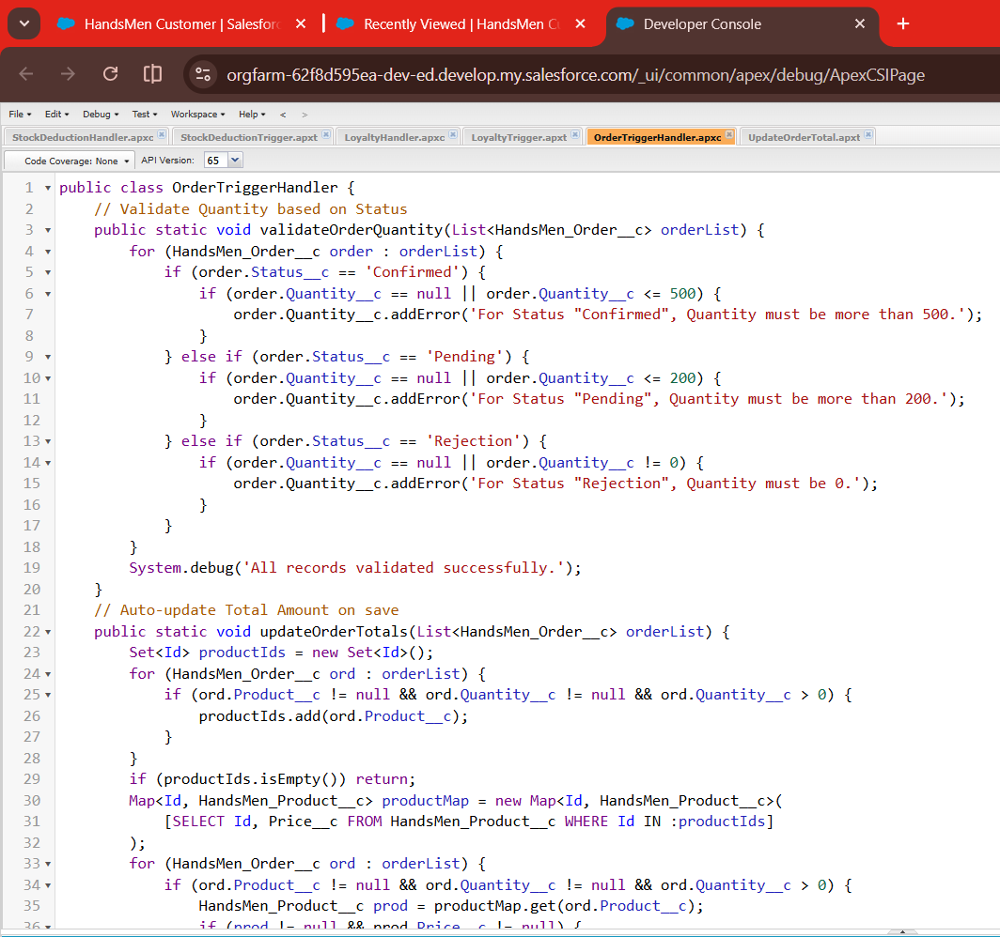 HandsMen Customer | Salesforc
Recently Viewed | HandsMen Cu
Developer Console
orgfarm-62f8d595ea-dev-ed.develop.my.salesforce.com/_ui/common/apex/debug/ApexCSIPage
File Edit Debug Test Workspace Help < >
StockDeductionHandler.apxc StockDeductionTrigger.apxt LoyaltyHandler.apxc LoyaltyTrigger.apxt OrderTriggerHandler.apxc UpdateOrderTotal.apxt
Code Coverage: None API Version: 65
1 public class OrderTriggerHandler {
2 // Validate Quantity based on Status
3 public static void validateOrderQuantity(List<HandsMen_Order__c> orderList) {
4 for (HandsMen_Order__c order : orderList) {
5 if (order.Status__c == 'Confirmed') {
6 if (order.Quantity__c == null || order.Quantity__c <= 500) {
7 order.Quantity__c.addError('For Status "Confirmed", Quantity must be more than 500.');
8 }
9 } else if (order.Status__c == 'Pending') {
10 if (order.Quantity__c == null || order.Quantity__c <= 200) {
11 order.Quantity__c.addError('For Status "Pending", Quantity must be more than 200.');
12 }
13 } else if (order.Status__c == 'Rejection') {
14 if (order.Quantity__c == null || order.Quantity__c != 0) {
15 order.Quantity__c.addError('For Status "Rejection", Quantity must be 0.');
16 }
17 }
18 }
19 System.debug('All records validated successfully.');
20 }
21 // Auto-update Total Amount on save
22 public static void updateOrderTotals(List<HandsMen_Order__c> orderList) {
23 Set<Id> productIds = new Set<Id>();
24 for (HandsMen_Order__c ord : orderList) {
25 if (ord.Product__c != null && ord.Quantity__c != null && ord.Quantity__c > 0) {
26 productIds.add(ord.Product__c);
27 }
28 }
29 if (productIds.isEmpty()) return;
30 Map<Id, HandsMen_Product__c> productMap = new Map<Id, HandsMen_Product__c>(
31 [SELECT Id, Price__c FROM HandsMen_Product__c WHERE Id IN :productIds]
32 );
33 for (HandsMen_Order__c ord : orderList) {
34 if (ord.Product__c != null && ord.Quantity__c != null && ord.Quantity__c > 0) {
35 HandsMen_Product__c prod = productMap.get(ord.Product__c);
36 if (prod != null && prod.Price__c != null) {